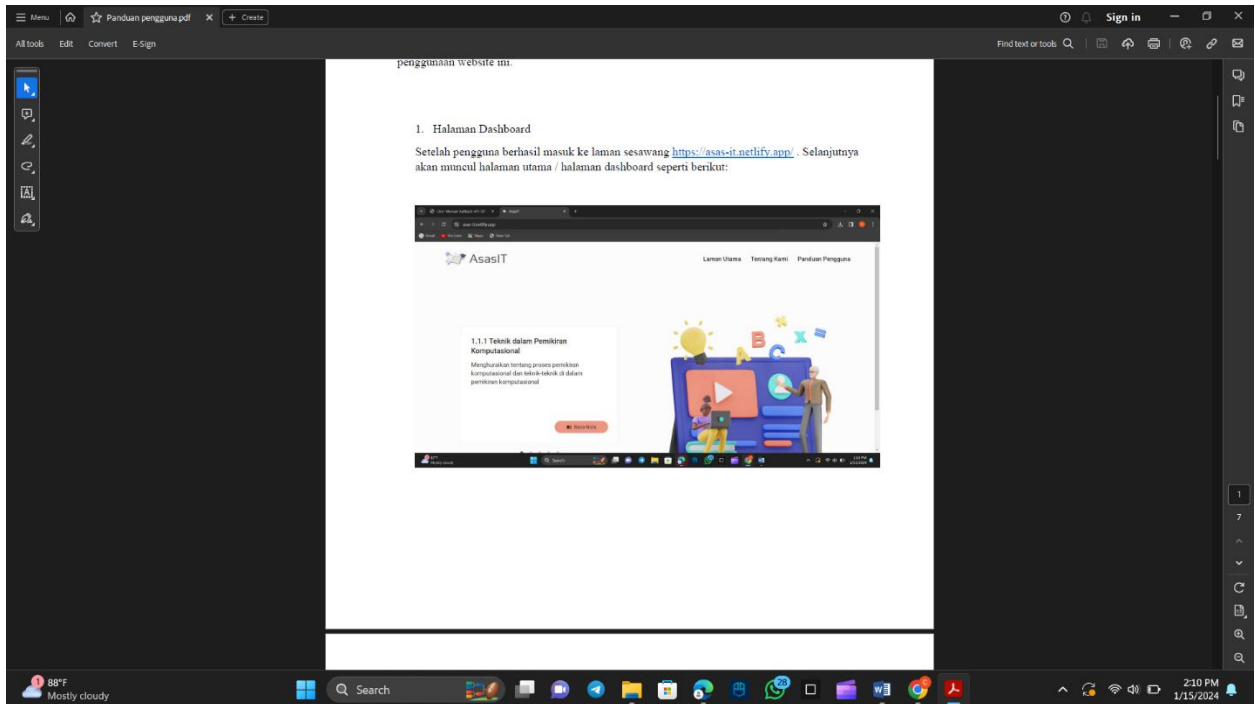 Menu
Panduan pengguna.pdf
Create
Sign in
All tools Edit Convert E-Sign
Find text or tools
penggunaan website ini.
1. Halaman Dashboard
Setelah pengguna berhasil masuk ke laman sesawang https://asas-it.netlify.app/ . Selanjutnya
akan muncul halaman utama / halaman dashboard seperti berikut:
AsasIT
Laman Utama Tentang Kami Panduan Pengguna
1.1.1 Teknik dalam Pemikiran
Komputasional
Menghuraikan tentang proses pemikiran
komputasional dan teknik-teknik di dalam
pemikiran komputasional
B
A
C
X
Search
1
7
1
88°F
Mostly cloudy
Search
28
2:10 PM
1/15/2024